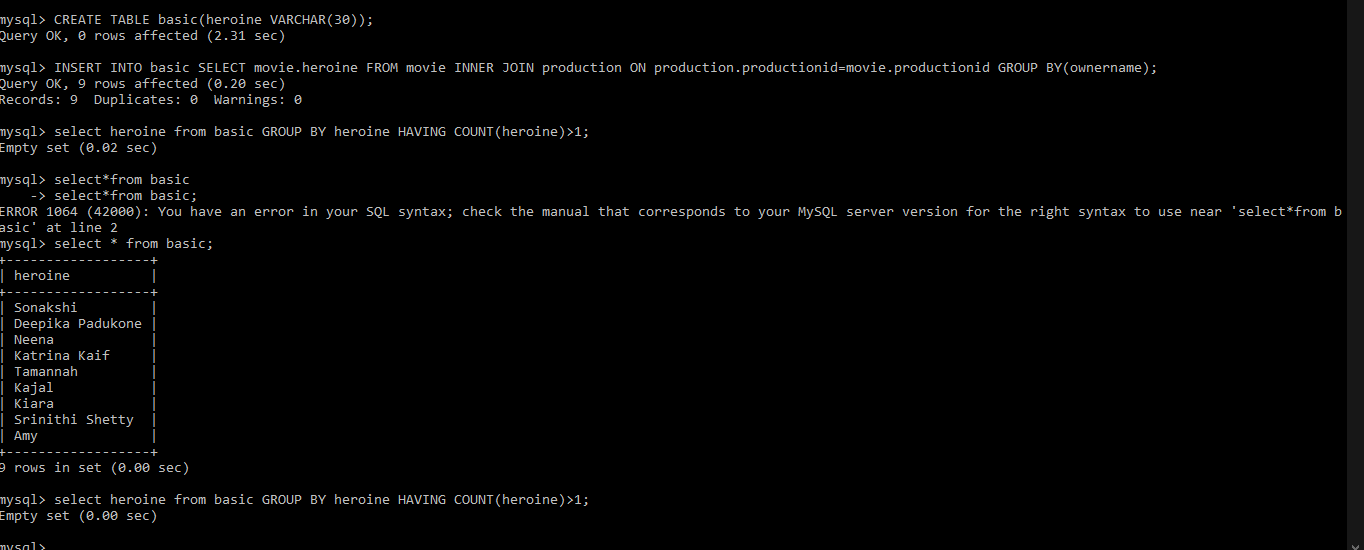 mysql> CREATE TABLE basic(heroine VARCHAR(30));
Query OK, 0 rows affected (2.31 sec)
mysql> INSERT INTO basic SELECT movie.heroine FROM movie INNER JOIN production ON production.productionid=movie.productionid GROUP BY(ownername);
Query OK, 9 rows affected (0.20 sec)
Records: 9  Duplicates: 0  Warnings: 0
mysql> select heroine from basic GROUP BY heroine HAVING COUNT(heroine)>1;
Empty set (0.02 sec)
mysql> select*from basic
    -> select*from basic;
ERROR 1064 (42000): You have an error in your SQL syntax; check the manual that corresponds to your MySQL server version for the right syntax to use near 'select*from b
asic' at line 2
mysql> select * from basic;
+------------------+
| heroine          |
+------------------+
| Sonakshi         |
| Deepika Padukone |
| Neena            |
| Katrina Kaif     |
| Tamannah         |
| Kajal            |
| Kiara            |
| Srinithi Shetty  |
| Amy              |
+------------------+
9 rows in set (0.00 sec)
mysql> select heroine from basic GROUP BY heroine HAVING COUNT(heroine)>1;
Empty set (0.00 sec)
mysql>